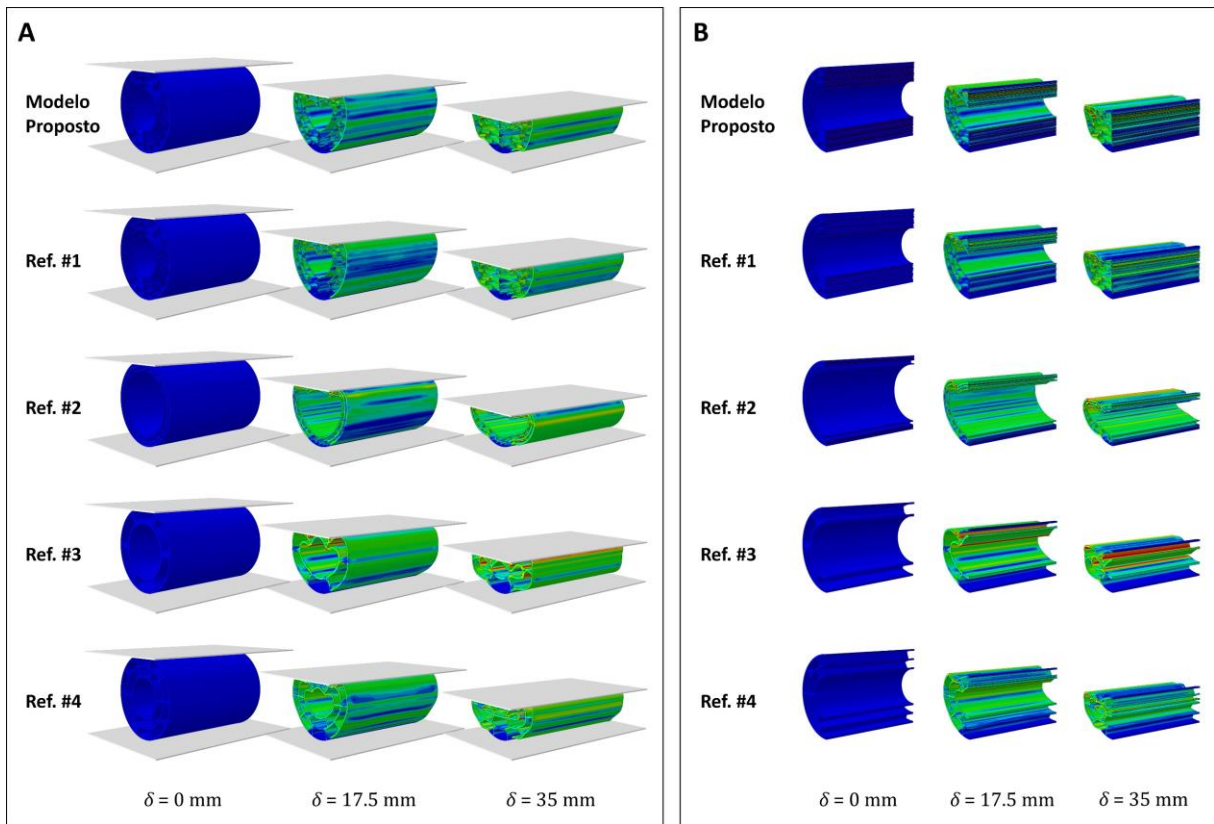 A
Modelo
Proposto
Ref. #1
Ref. #2
Ref. #3
Ref. #4
δ = 0 mm
δ = 17.5 mm
δ = 35 mm
B
Modelo
Proposto
Ref. #1
Ref. #2
Ref. #3
Ref. #4
δ = 0 mm
δ = 17.5 mm
δ = 35 mm